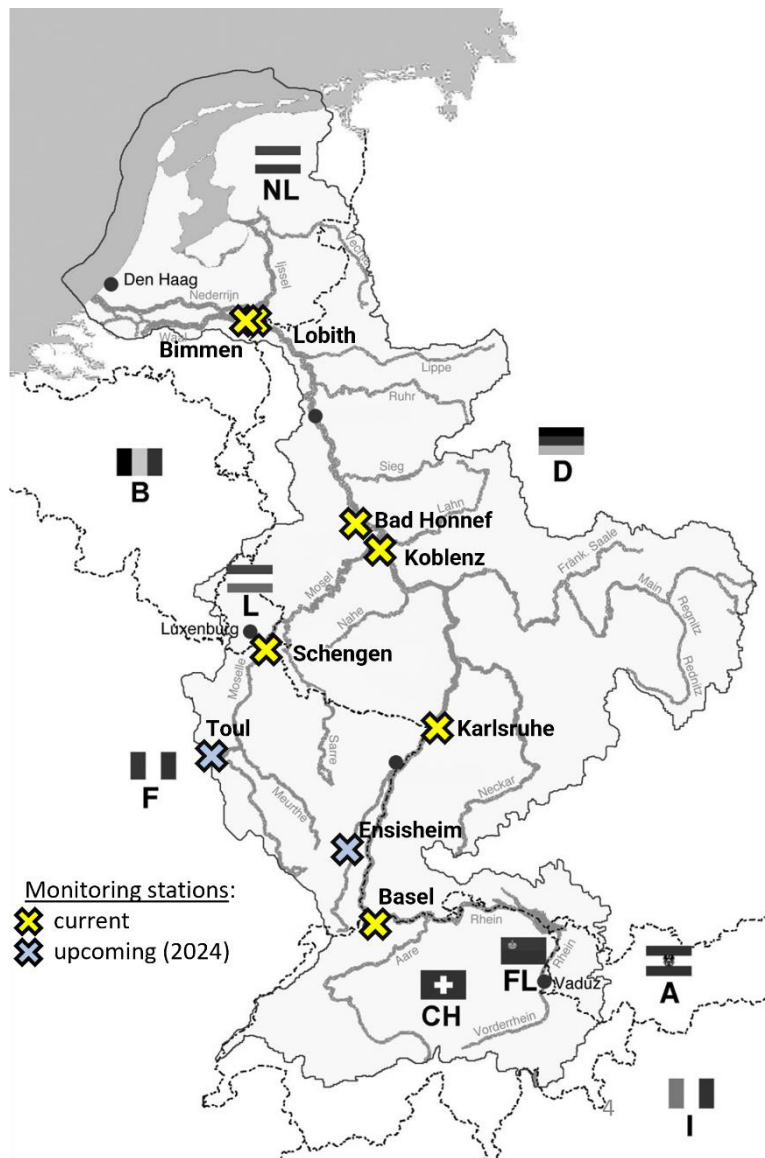 NL
Den Haag
Nederrijn
Ijssel
Vechte
Waal
Bimmen
Lobith
Lippe
Ruhr
B
D
Sieg
Bad Honnef
Lahn
Koblenz
Mosel
L
Nahe
Fränk. Saale
Main
Regnitz
Rednitz
Luxenburg
Schengen
Moselle
Toul
Sarre
Karlsruhe
F
Meurthe
Neckar
Ensisheim
Monitoring stations:
current
upcoming (2024)
Basel
Rhein
Rhein
Aare
FL
Vaduz
A
CH
Vorderrhein
4
I